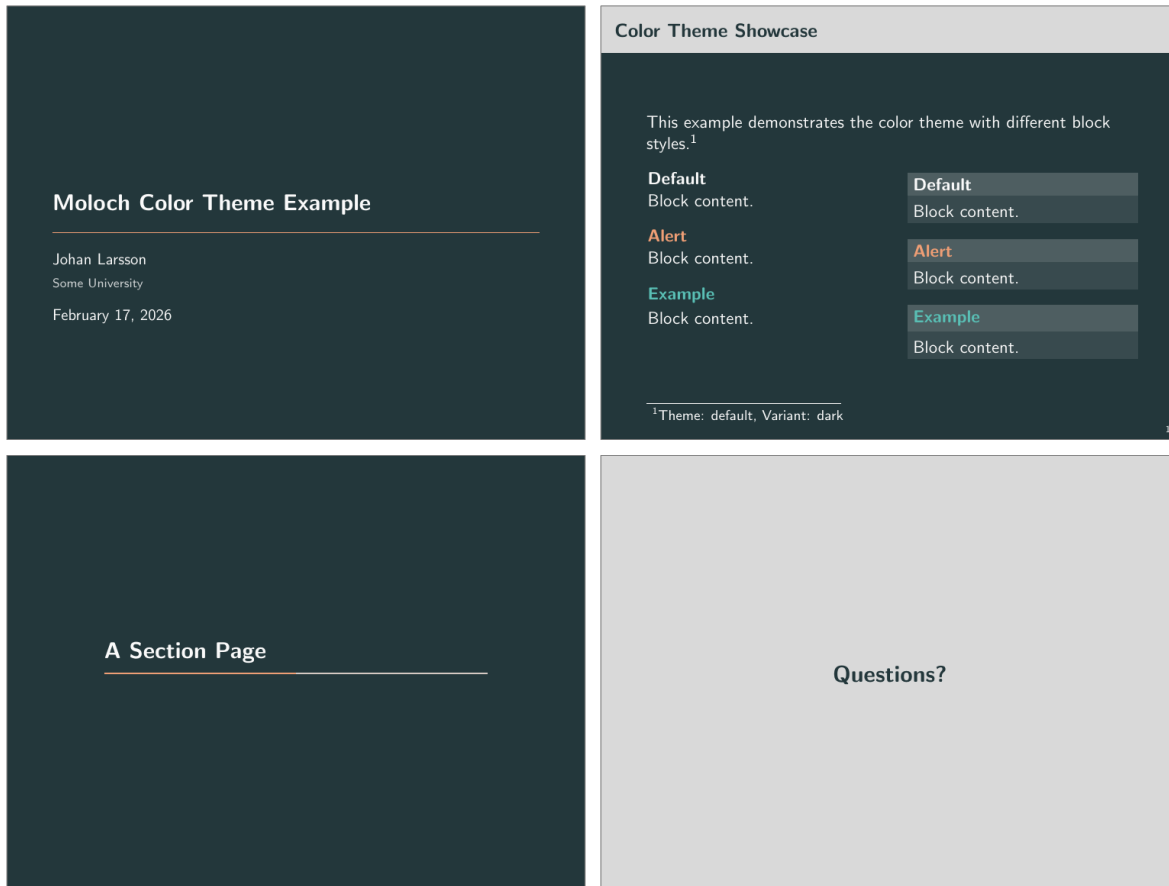 Moloch Color Theme Example
Johan Larsson
Some University
February 17, 2026
Color Theme Showcase
This example demonstrates the color theme with different block
styles.¹
Default
Block content.
Alert
Block content.
Example
Block content.
Default
Block content.
Alert
Block content.
Example
Block content.
¹Theme: default, Variant: dark
1
A Section Page
Questions?